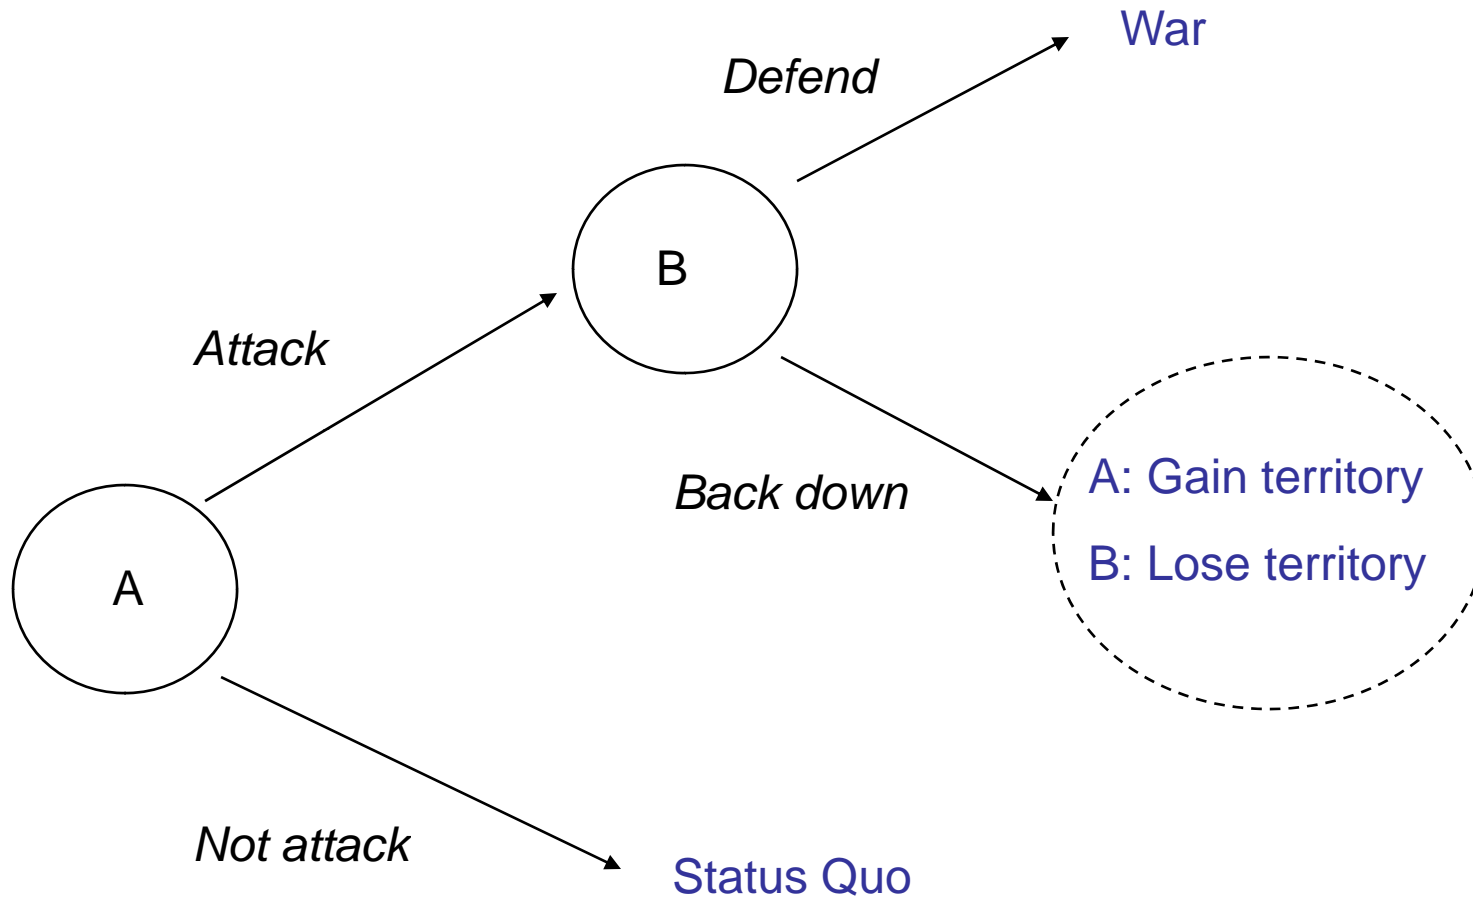 War
Defend
B
Attack
A: Gain territory
Back down
B: Lose territory
A
Not attack
Status Quo